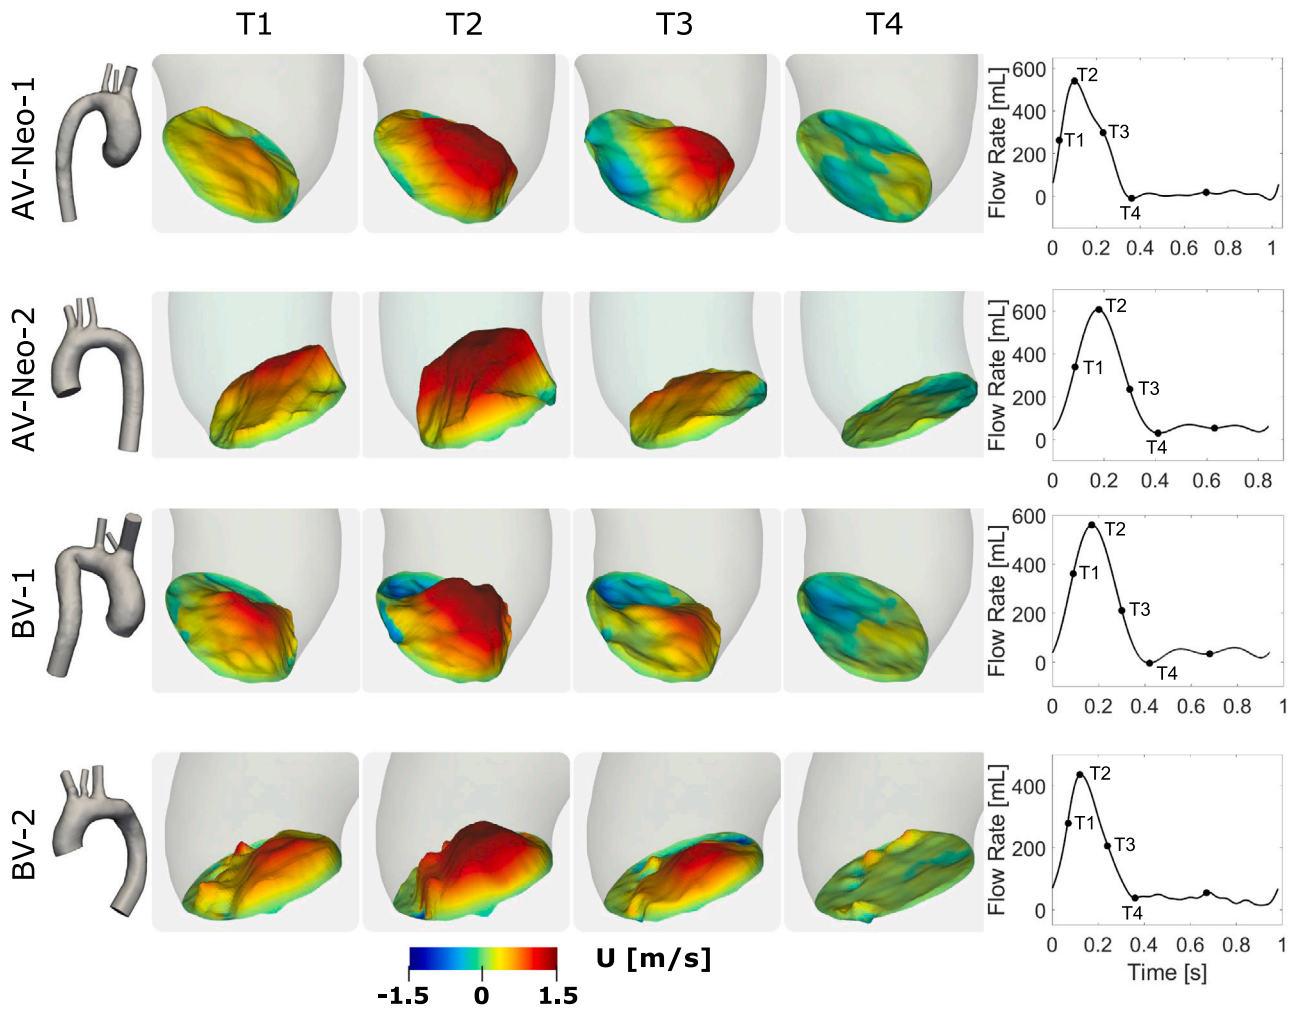 T1 T2 T3 T4
AV-Neo-1
Flow Rate [mL]
600
400
200
0
T2
T1
T3
T4
0 0.2 0.4 0.6 0.8 1
AV-Neo-2
Flow Rate [mL]
600
400
200
0
T2
T1
T3
T4
0 0.2 0.4 0.6 0.8
BV-1
Flow Rate [mL]
600
400
200
0
T2
T1
T3
T4
0 0.2 0.4 0.6 0.8 1
BV-2
Flow Rate [mL]
400
200
0
T2
T1
T3
T4
0 0.2 0.4 0.6 0.8 1
Time [s]
U [m/s]
-1.5 0 1.5